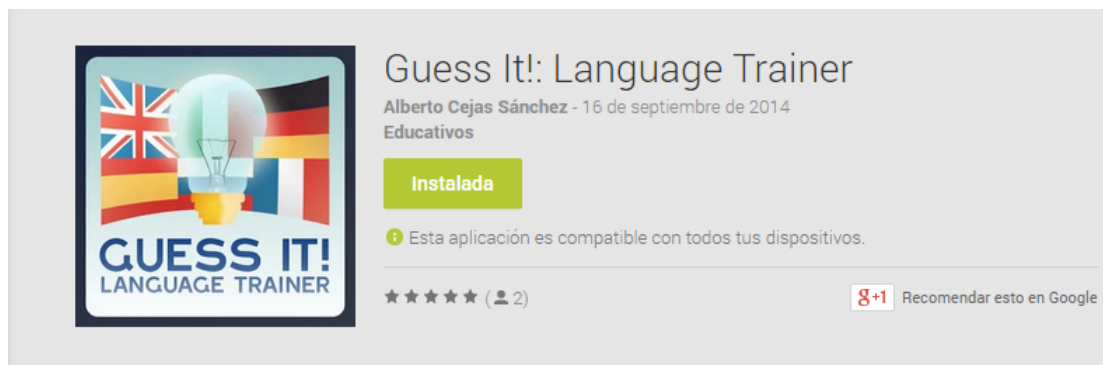 GUESS IT!
LANGUAGE TRAINER
Guess It!: Language Trainer
Alberto Cejas Sánchez - 16 de septiembre de 2014
Educativos
Instalada
Esta aplicación es compatible con todos tus dispositivos.
(2)
g+1 Recomendar esto en Google